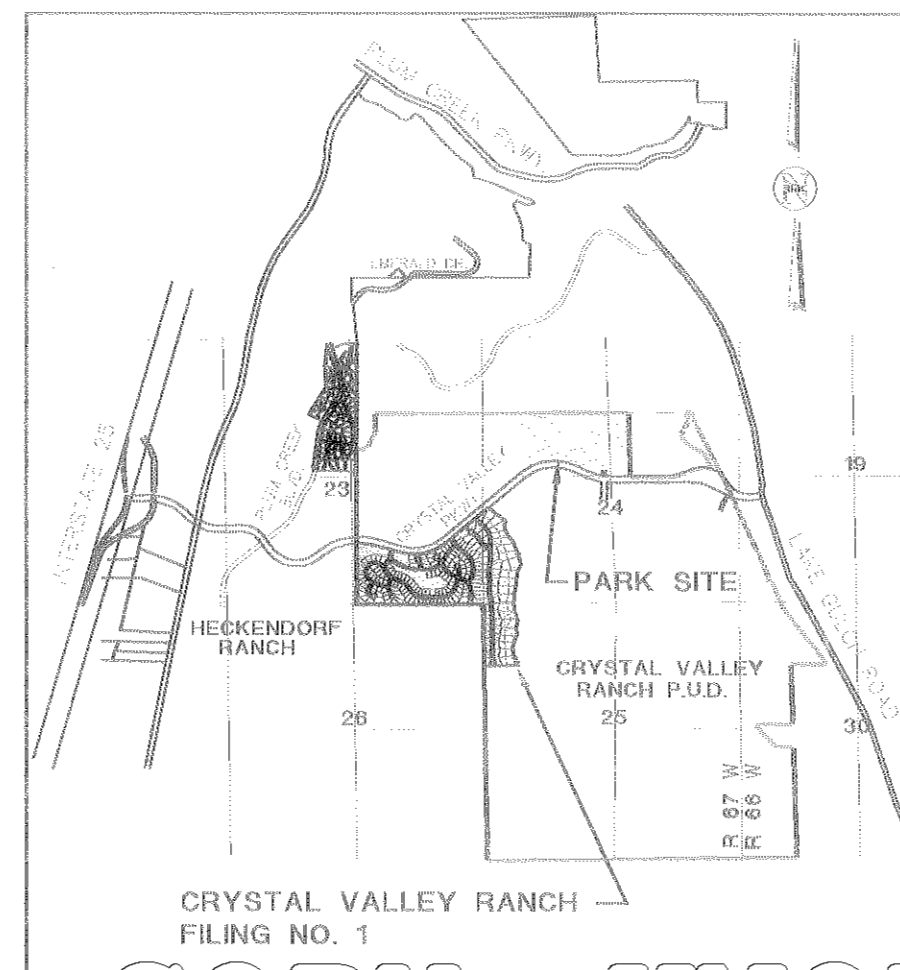 PLUM CREEK PKWY
EMERALD DR.
INTERSTATE 25
PLUM CREEK
BLVD.
23
CRYSTAL VALLEY
PKWY.
24
19
PARK SITE
LAKE GULCH ROAD
HECKENDORF
RANCH
CRYSTAL VALLEY
RANCH P.U.D.
26
25
30
R 67 W
R 66 W
CRYSTAL VALLEY RANCH
FILING NO. 1